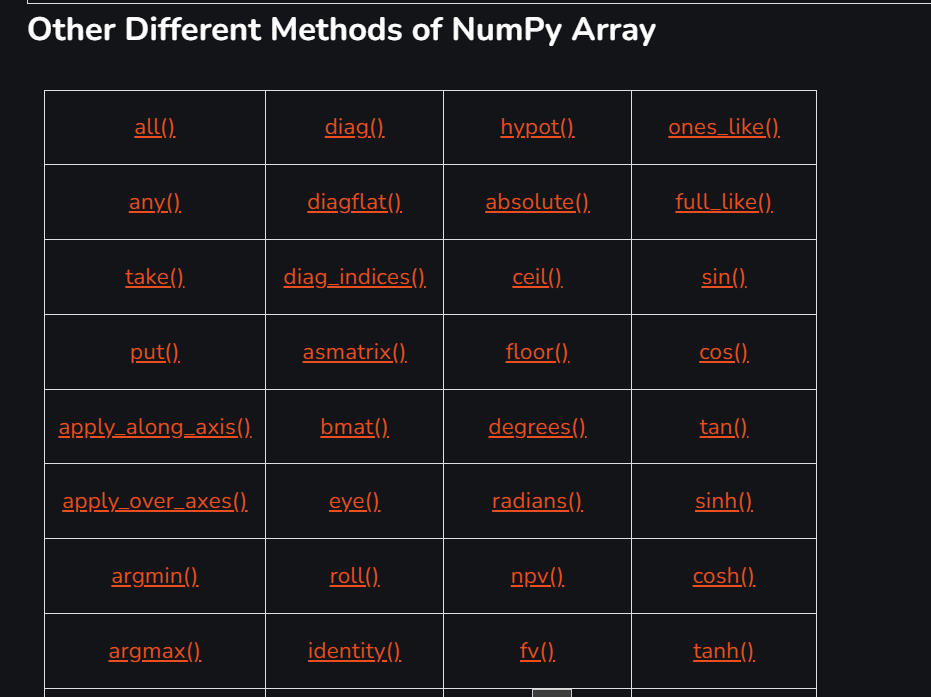 Other Different Methods of NumPy Array
all() diag() hypot() ones_like()
any() diagflat() absolute() full_like()
take() diag_indices() ceil() sin()
put() asmatrix() floor() cos()
apply_along_axis() bmat() degrees() tan()
apply_over_axes() eye() radians() sinh()
argmin() roll() npv() cosh()
argmax() identity() fv() tanh()